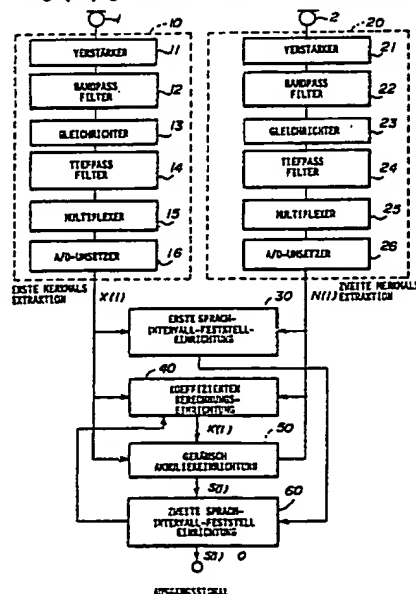 1 10 2 20
VERSTÄRKER 11
BANDPASS FILTER 12
GLEICHRICHTER 13
TIEFPASS FILTER 14
MULTIPLEXER 15
A/D-UMSETZER 16
VERSTÄRKER 21
BANDPASS FILTER 22
GLEICHRICHTER 23
TIEFPASS FILTER 24
MULTIPLEXER 25
A/D-UMSETZER 26
ERSTE MERKMALS
EXTRAKTION
X(I)
N(I)
ZWEITE MERKMALS
EXTRAKTION
30
ERSTE SPRACH-
INTERVALL-FESTSTELL-
EINRICHTUNG
40
KOEFFIZIENTEN
BERECHNUNGS-
EINRICHTUNG
K(I)
50
GERÄUSCH
S(I)
60
ZWEITE SPRACH-
INTERVALL-FESTSTELL
EINRICHTUNG
S(I) 0
AUSGANGSSIGNAL